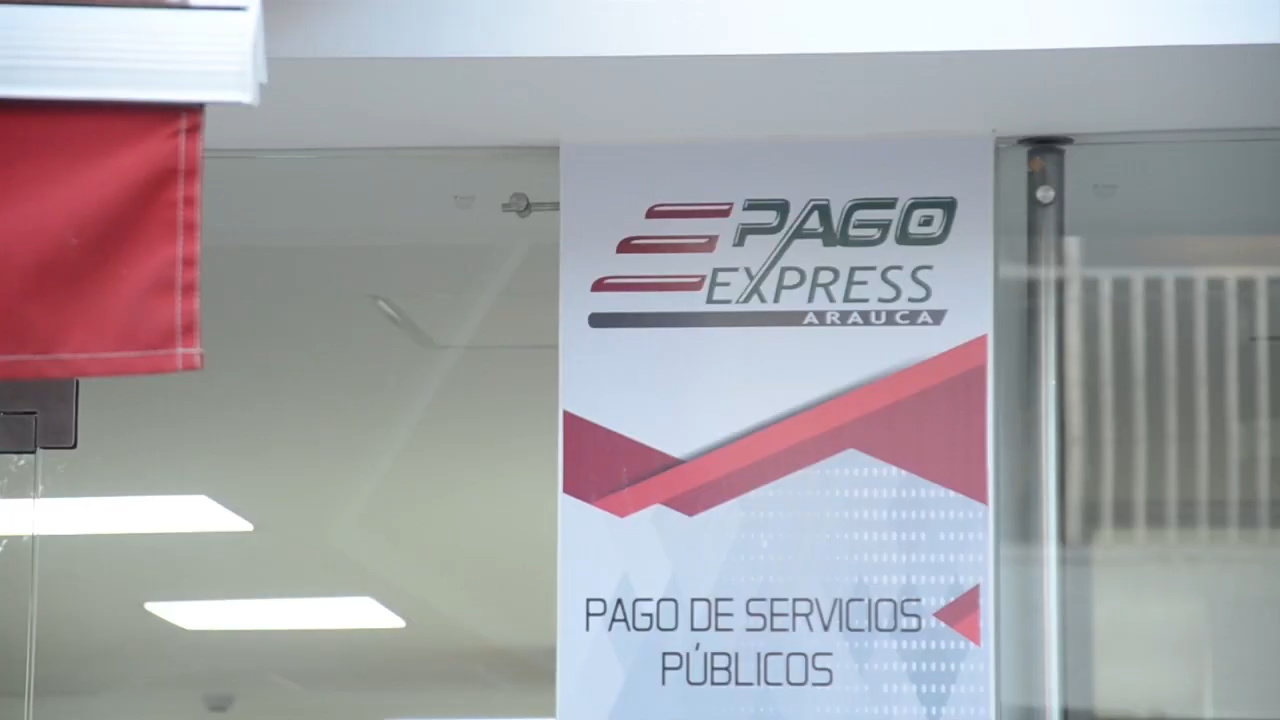 PAGO
EXPRESS
ARAUCA
PAGO DE SERVICIOS
PÚBLICOS